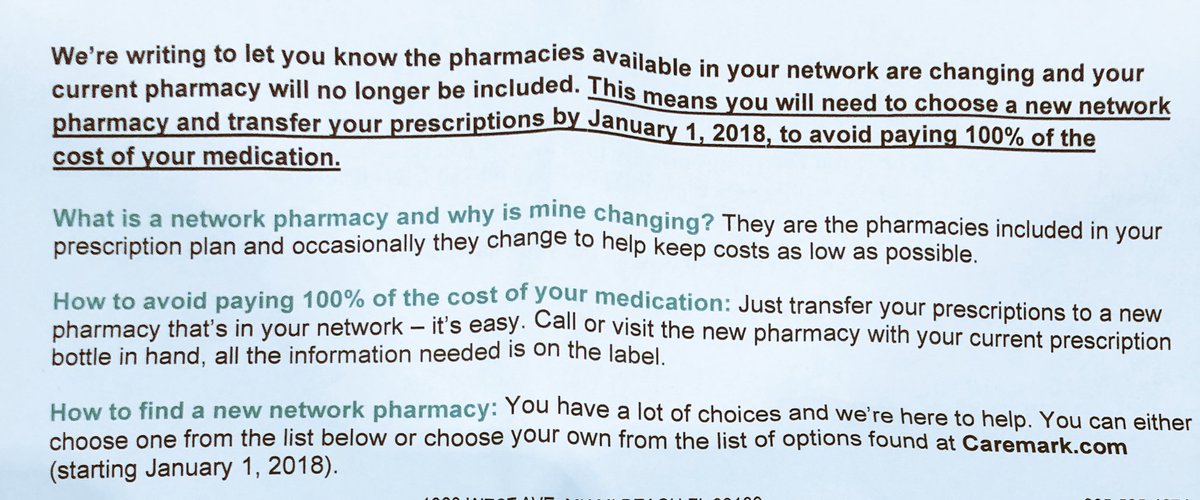 We're writing to let you know the pharmacies available in your network are changing and your
current pharmacy will no longer be included. This means you will need to choose a new network
pharmacy and transfer your prescriptions by January 1, 2018, to avoid paying 100% of the
cost of your medication.
What is a network pharmacy and why is mine changing? They are the pharmacies included in your
prescription plan and occasionally they change to help keep costs as low as possible.
How to avoid paying 100% of the cost of your medication: Just transfer your prescriptions to a new
pharmacy that's in your network – it's easy. Call or visit the new pharmacy with your current prescription
bottle in hand, all the information needed is on the label.
How to find a new network pharmacy: You have a lot of choices and we're here to help. You can either
choose one from the list below or choose your own from the list of options found at Caremark.com
(starting January 1, 2018).